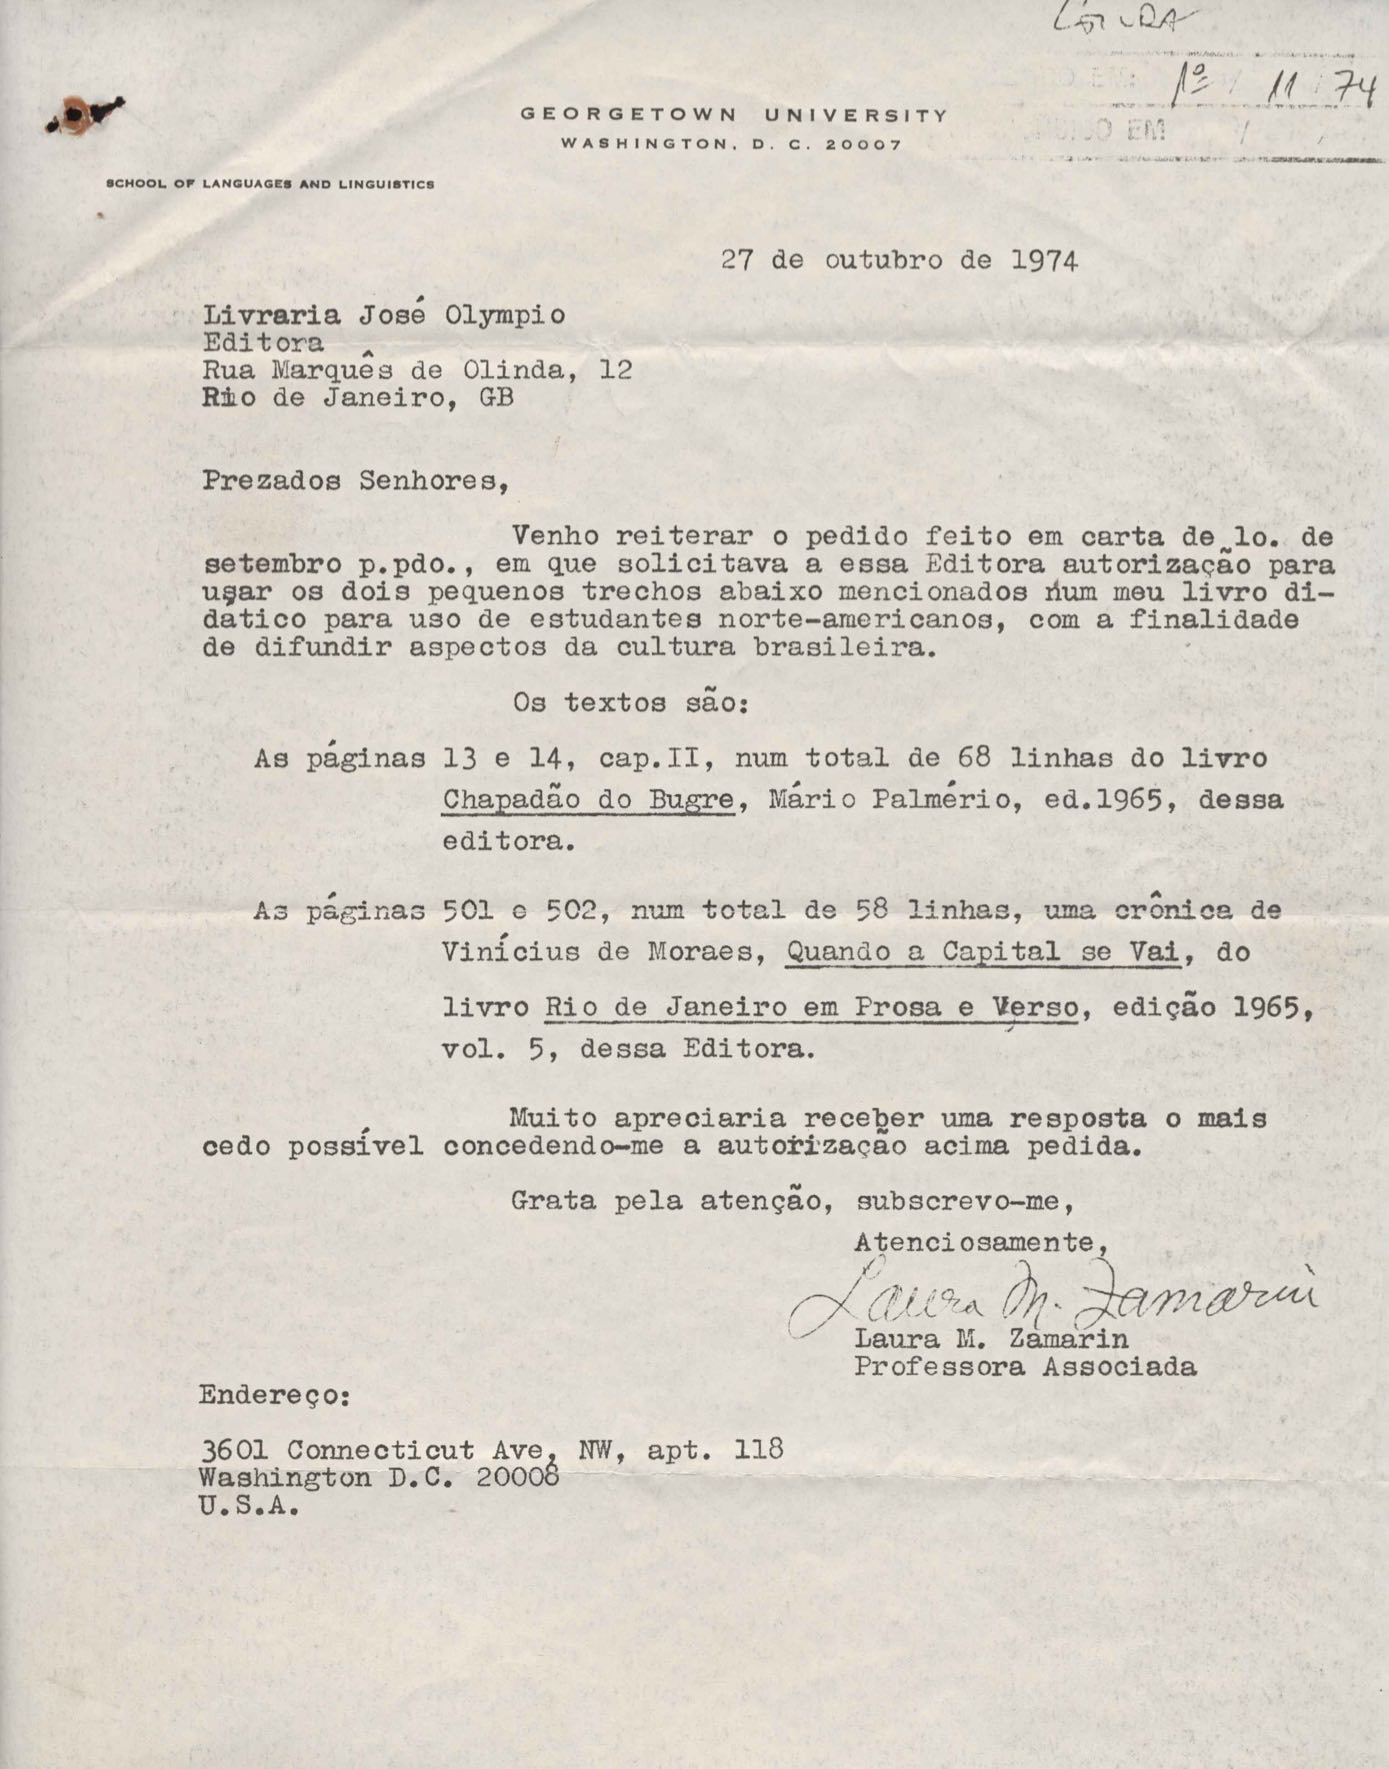 1º / 11 / 74
EM / /
GEORGETOWN UNIVERSITY
WASHINGTON, D. C. 20007
SCHOOL OF LANGUAGES AND LINGUISTICS
27 de outubro de 1974
Livraria José Olympio
Editora
Rua Marquês de Olinda, 12
Rio de Janeiro, GB
Prezados Senhores,
Venho reiterar o pedido feito em carta de 1o. de
setembro p.pdo., em que solicitava a essa Editora autorização para
usar os dois pequenos trechos abaixo mencionados num meu livro di-
datico para uso de estudantes norte-americanos, com a finalidade
de difundir aspectos da cultura brasileira.
Os textos são:
As páginas 13 e 14, cap.II, num total de 68 linhas do livro
Chapadão do Bugre, Mário Palmério, ed.1965, dessa
editora.
As páginas 501 e 502, num total de 58 linhas, uma crônica de
Vinícius de Moraes, Quando a Capital se Vai, do
livro Rio de Janeiro em Prosa e Verso, edição 1965,
vol. 5, dessa Editora.
Muito apreciaria receber uma resposta o mais
cedo possível concedendo-me a autorização acima pedida.
Grata pela atenção, subscrevo-me,
Atenciosamente,
Laura M. Zamarin
Laura M. Zamarin
Professora Associada
Endereço:
3601 Connecticut Ave, NW, apt. 118
Washington D.C. 20008
U.S.A.